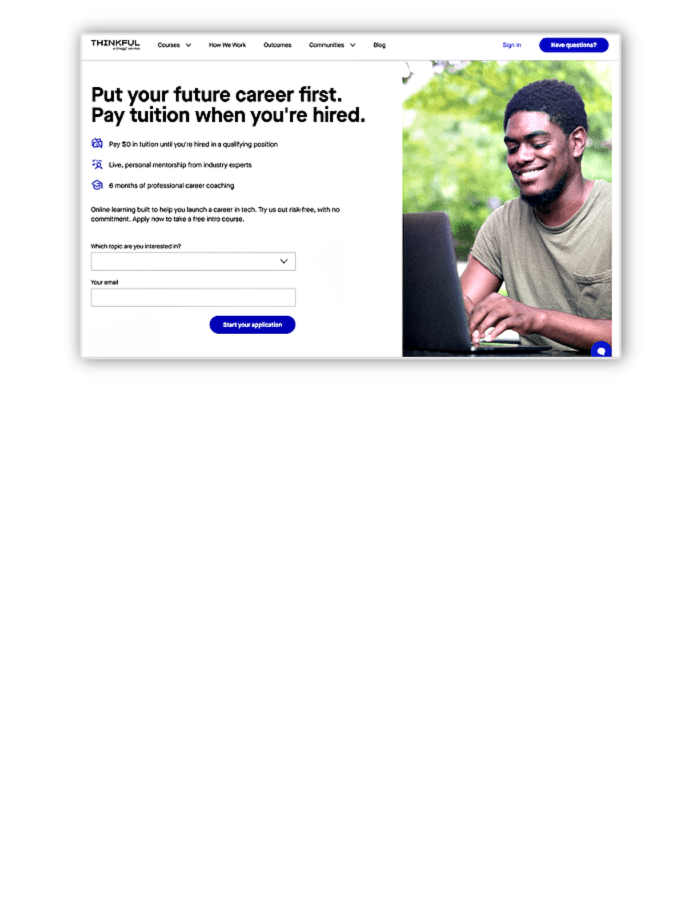 THINKFUL
a Chegg service
Courses
How We Work
Outcomes
Communities
Blog
Sign in
Have questions?
Put your future career first.
Pay tuition when you're hired.
Pay $0 in tuition until you're hired in a qualifying position
Live, personal mentorship from industry experts
6 months of professional career coaching
Online learning built to help you launch a career in tech. Try us out risk-free, with no
commitment. Apply now to take a free intro course.
Which topic are you interested in?
Your email
Start your application